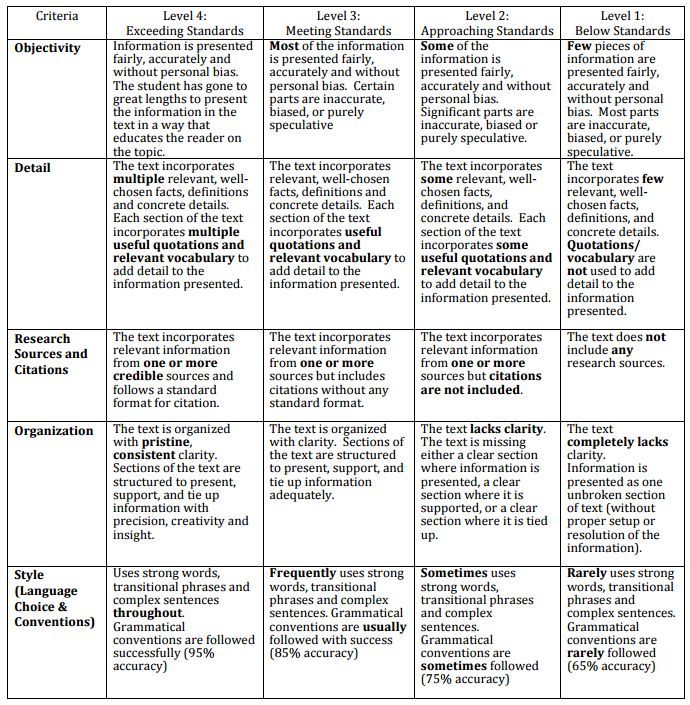 Criteria
Level 4:
Exceeding Standards
Level 3:
Meeting Standards
Level 2:
Approaching Standards
Level 1:
Below Standards
Objectivity
Information is presented
fairly, accurately and
without personal bias.
The student has gone to
great lengths to present
the information in the
text in a way that
educates the reader on
the topic.
Most of the information
is presented fairly,
accurately and without
personal bias. Certain
parts are inaccurate,
biased, or purely
speculative
Some of the
information is
presented fairly,
accurately and without
personal bias.
Significant parts are
inaccurate, biased or
purely speculative.
Few pieces of
information are
presented fairly,
accurately and
without personal
bias. Most parts
are inaccurate,
biased, or purely
speculative.
Detail
The text incorporates
multiple relevant, well-
chosen facts, definitions
and concrete details.
Each section of the text
incorporates multiple
useful quotations and
relevant vocabulary to
add detail to the
information presented.
The text incorporates
relevant, well-chosen
facts, definitions and
concrete details. Each
section of the text
incorporates useful
quotations and
relevant vocabulary to
add detail to the
information presented.
The text incorporates
some relevant, well-
chosen facts,
definitions, and
concrete details. Each
section of the text
incorporates some
useful quotations and
relevant vocabulary
to add detail to the
information presented.
The text
incorporates few
relevant, well-
chosen facts,
definitions, and
concrete details.
Quotations/
vocabulary are
not used to add
detail to the
information
presented.
Research
Sources and
Citations
The text incorporates
relevant information
from one or more
credible sources and
follows a standard
format for citation.
The text incorporates
relevant information
from one or more
sources but includes
citations without any
standard format.
The text incorporates
relevant information
from one or more
sources but citations
are not included.
The text does not
include any
research sources.
Organization
The text is organized
with pristine,
consistent clarity.
Sections of the text are
structured to present,
support, and tie up
information with
precision, creativity and
insight.
The text is organized
with clarity. Sections of
the text are structured
to present, support, and
tie up information
adequately.
The text lacks clarity.
The text is missing
either a clear section
where information is
presented, a clear
section where it is
supported, or a clear
section where it is tied
up.
The text
completely lacks
clarity.
Information is
presented as one
unbroken section
of text (without
proper setup or
resolution of the
information).
Style
(Language
Choice &
Conventions)
Uses strong words,
transitional phrases and
complex sentences
throughout.
Grammatical
conventions are followed
successfully (95%
accuracy)
Frequently uses strong
words, transitional
phrases and complex
sentences. Grammatical
conventions are usually
followed with success
(85% accuracy)
Sometimes uses
strong words,
transitional phrases
and complex
sentences.
Grammatical
conventions are
sometimes followed
(75% accuracy)
Rarely uses strong
words, transitional
phrases and
complex sentences.
Grammatical
conventions are
rarely followed
(65% accuracy)